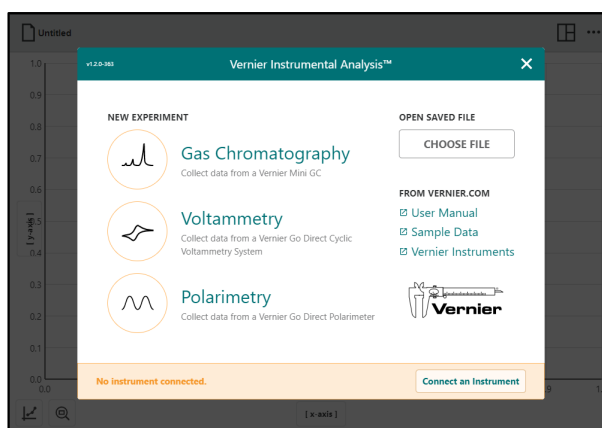 Untitled
v1.2.0-363
Vernier Instrumental Analysis™
NEW EXPERIMENT
Gas Chromatography
Collect data from a Vernier Mini GC
Voltammetry
Collect data from a Vernier Go Direct Cyclic
Voltammetry System
Polarimetry
Collect data from a Vernier Go Direct Polarimeter
OPEN SAVED FILE
CHOOSE FILE
FROM VERNIER.COM
User Manual
Sample Data
Vernier Instruments
Vernier
No instrument connected.
Connect an Instrument
1.0
0.9
0.8
0.7
0.6
0.5
0.4
0.3
0.2
0.1
0.0
[ y-axis ]
0.0
[ x-axis ]